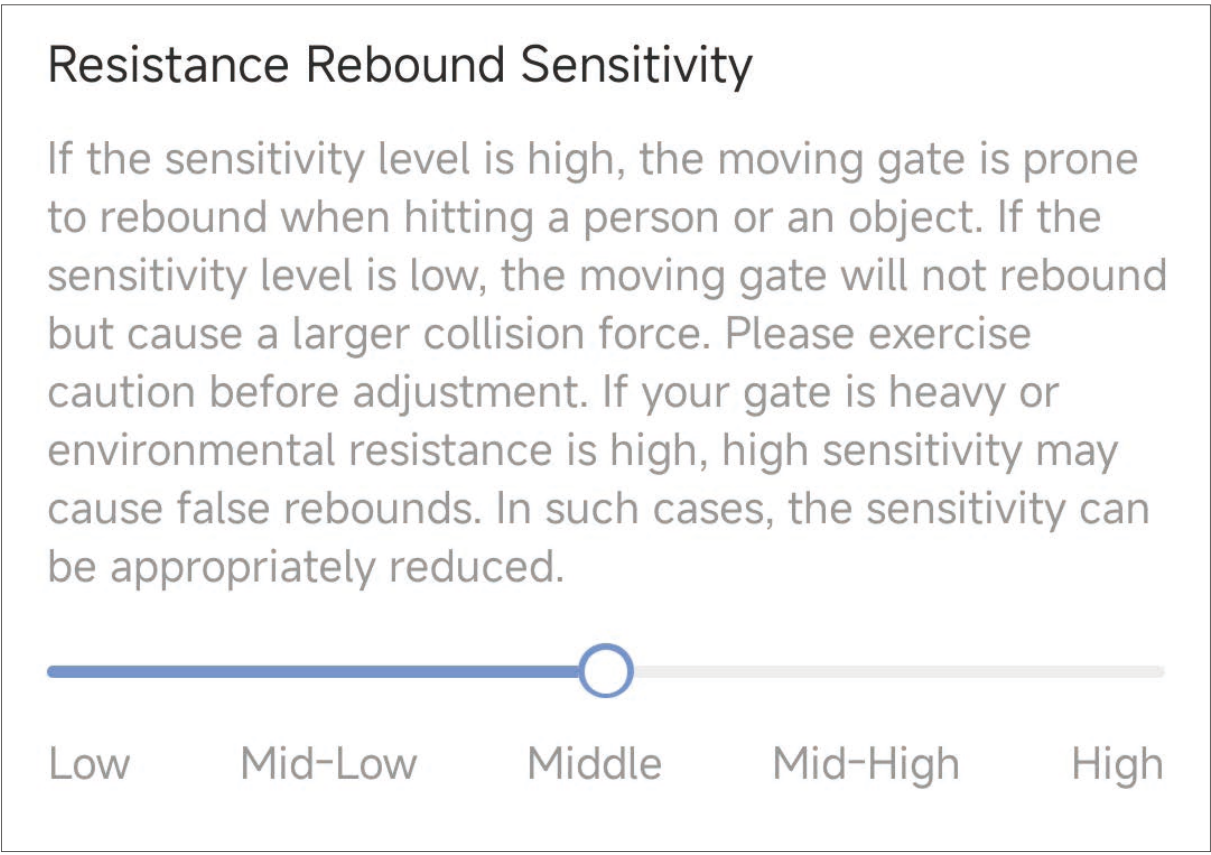 Resistance Rebound Sensitivity
If the sensitivity level is high, the moving gate is prone
to rebound when hitting a person or an object. If the
sensitivity level is low, the moving gate will not rebound
but cause a larger collision force. Please exercise
caution before adjustment. If your gate is heavy or
environmental resistance is high, high sensitivity may
cause false rebounds. In such cases, the sensitivity can
be appropriately reduced.
Low Mid-Low Middle Mid-High High